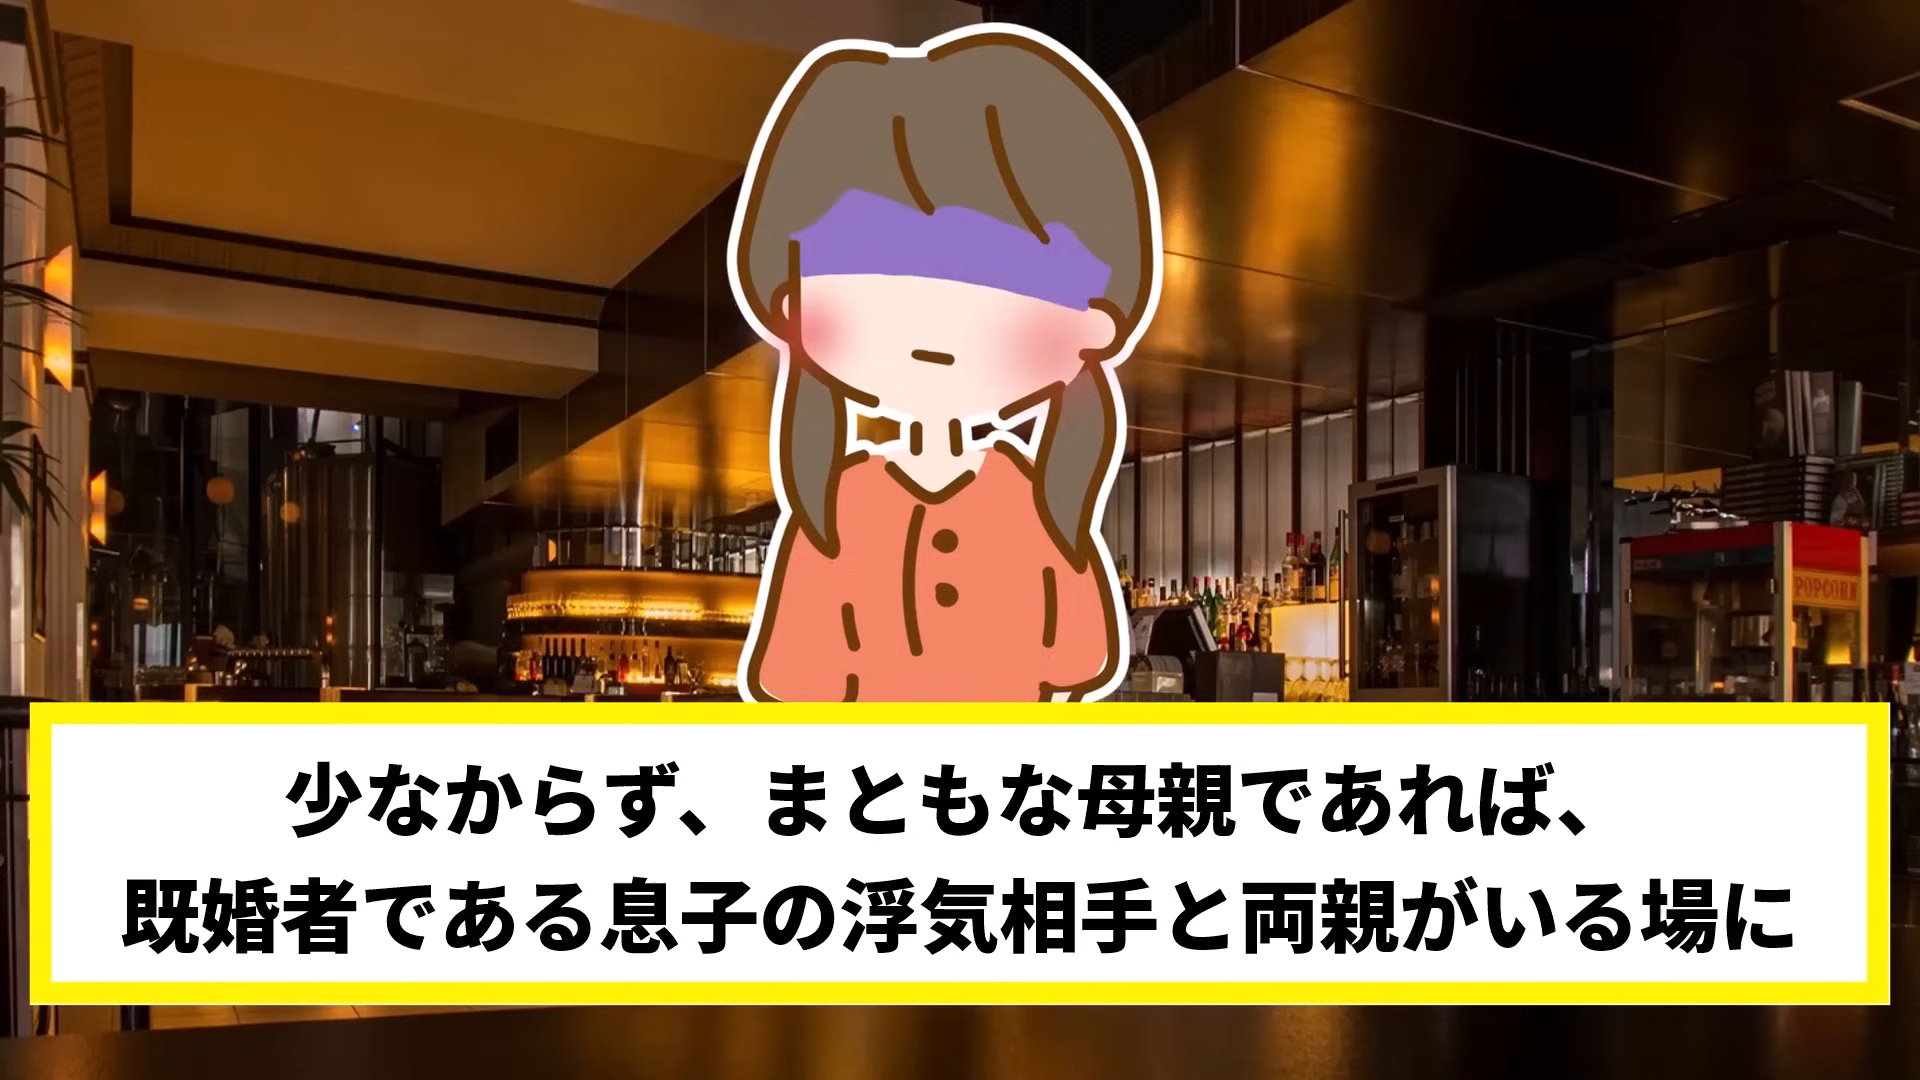 POPCORN
少なからず、まともな母親であれば、
既婚者である息子の浮気相手と両親がいる場に